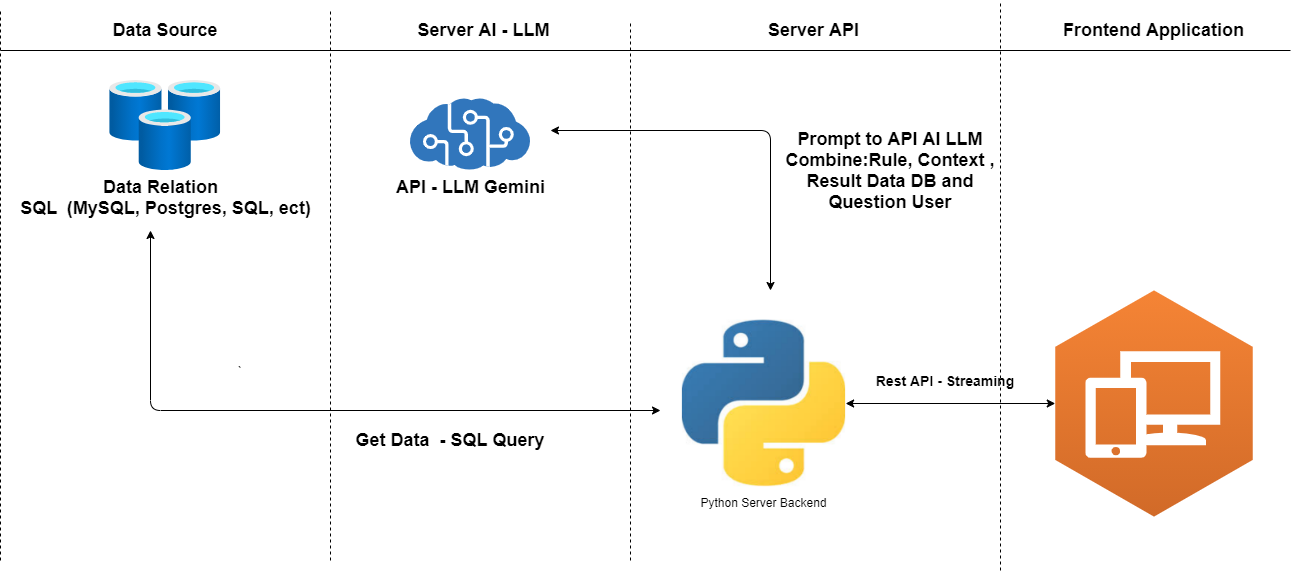 Data Source
Server AI - LLM
Server API
Frontend Application
Data Relation
SQL  (MySQL, Postgres, SQL, ect)
API - LLM Gemini
Prompt to API AI LLM
Combine:Rule, Context ,
Result Data DB and
Question User
Rest API - Streaming
Get Data  - SQL Query
Python Server Backend